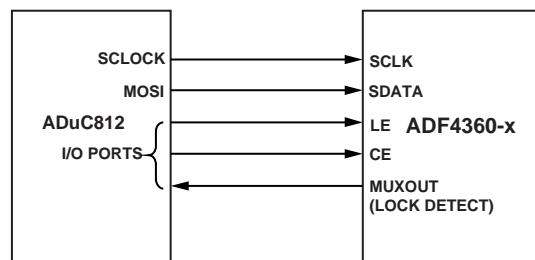 SCLOCK
MOSI
ADuC812
I/O PORTS
SCLK
SDATA
LE
ADF4360-x
CE
MUXOUT
(LOCK DETECT)